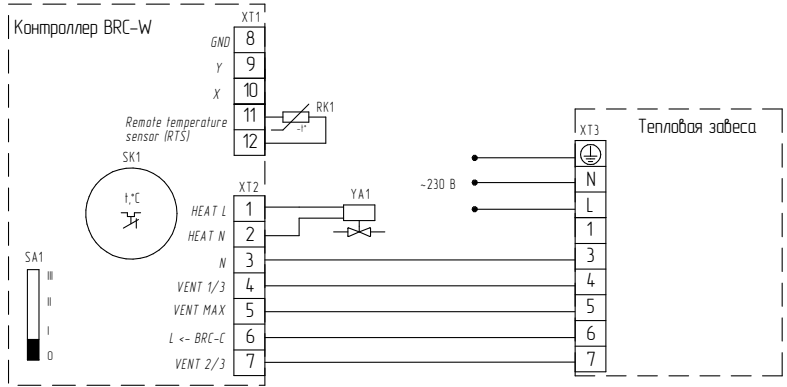 Контроллер BRC-W
XT1
GND 8
Y 9
X 10
Remote temperature
sensor (RTS)
11
12
RK1
-t°
SK1
t,°C
XT2
HEAT L 1
HEAT N 2
N 3
VENT 1/3 4
VENT MAX 5
L <- BRC-C 6
VENT 2/3 7
YA1
SA1
III
II
I
0
~230 В
XT3
Тепловая завеса
N
L
1
3
4
5
6
7